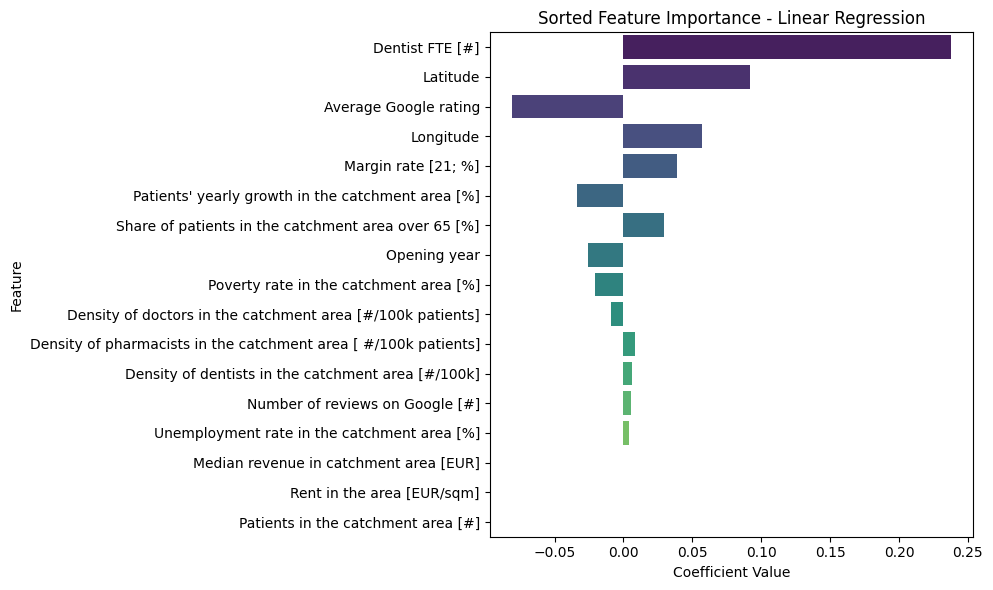 Sorted Feature Importance - Linear Regression
Feature
Dentist FTE [#]
Latitude
Average Google rating
Longitude
Margin rate [21; %]
Patients' yearly growth in the catchment area [%]
Share of patients in the catchment area over 65 [%]
Opening year
Poverty rate in the catchment area [%]
Density of doctors in the catchment area [#/100k patients]
Density of pharmacists in the catchment area [ #/100k patients]
Density of dentists in the catchment area [#/100k]
Number of reviews on Google [#]
Unemployment rate in the catchment area [%]
Median revenue in catchment area [EUR]
Rent in the area [EUR/sqm]
Patients in the catchment area [#]
−0.05 0.00 0.05 0.10 0.15 0.20 0.25
Coefficient Value